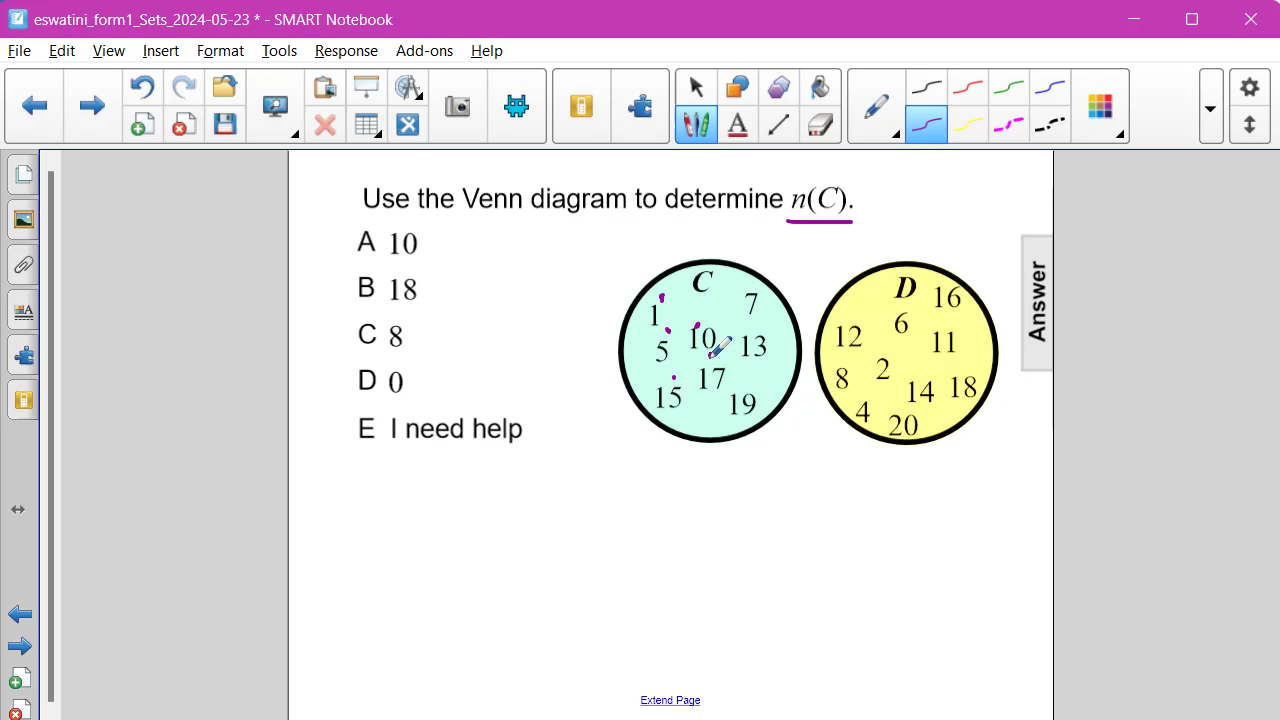 eswatini_form1_Sets_2024-05-23 * - SMART Notebook
File Edit View Insert Format Tools Response Add-ons Help
Use the Venn diagram to determine n(C).
A 10
B 18
C 8
D 0
E I need help
C
1 7
10
5 13
17
15 19
D
16
6
12 11
2
8 14 18
4
20
Answer
Extend Page